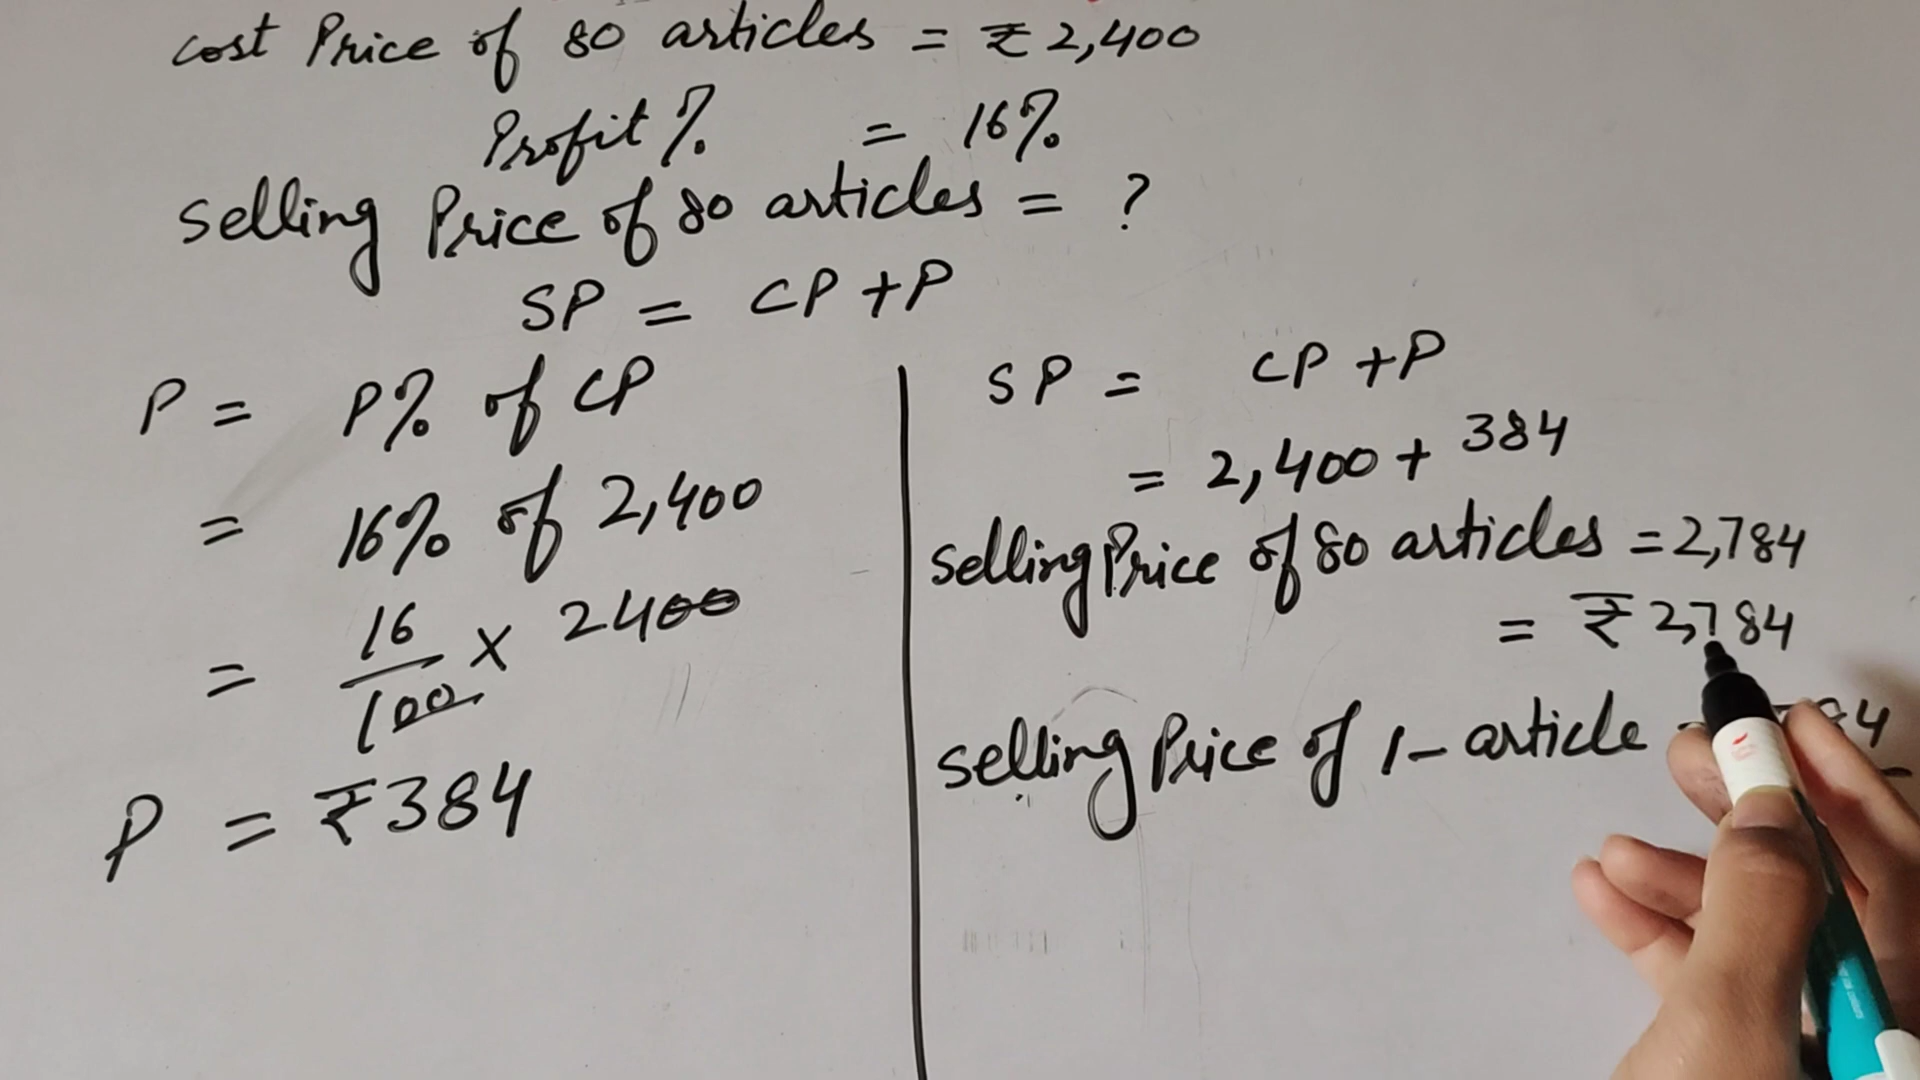 cost Price of 80 articles = ₹ 2,400
Profit % = 16%
Selling Price of 80 articles = ?
SP = CP + P
P = P% of CP
= 16% of 2,400
= 16/100 × 2400
P = ₹384
SP = CP + P
= 2,400 + 384
Selling Price of 80 articles = 2,784
= ₹ 2,784
Selling Price of 1- article